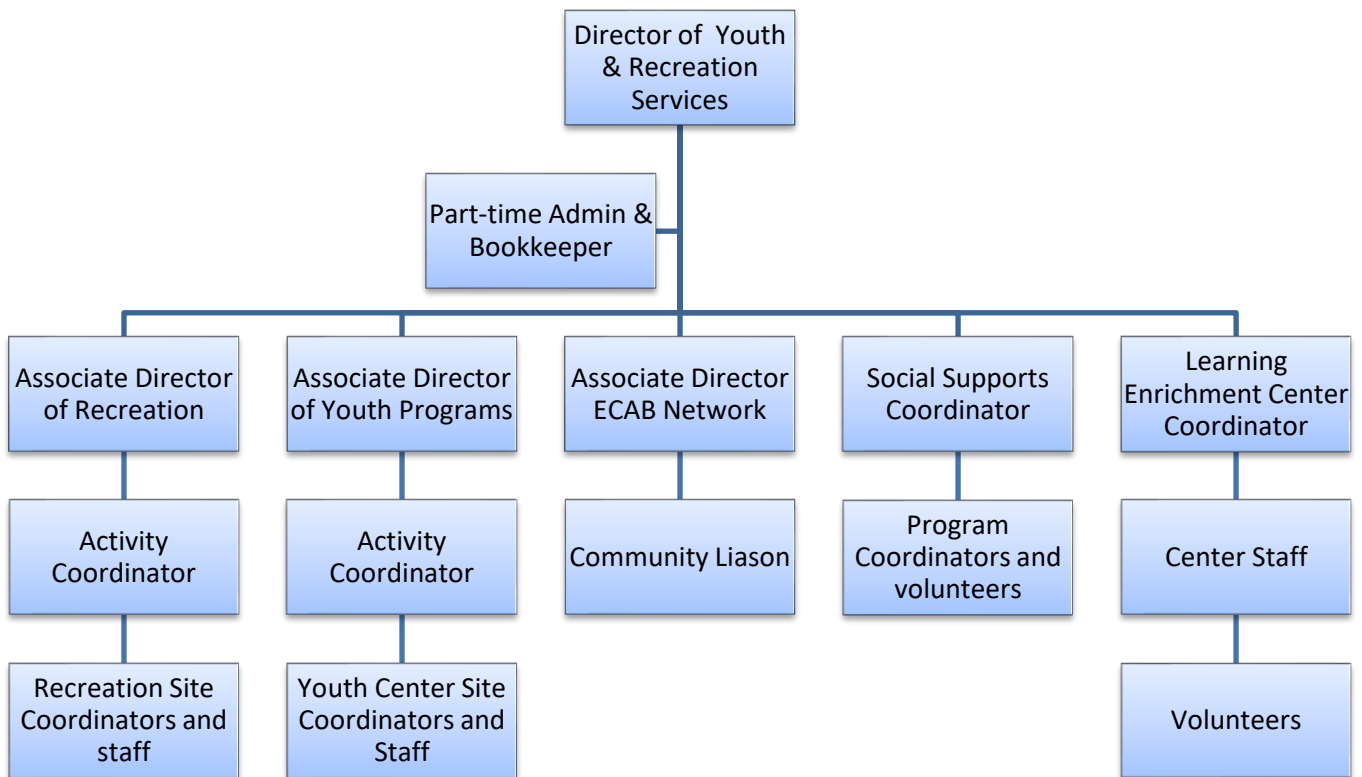 Director of Youth
& Recreation
Services
Part-time Admin &
Bookkeeper
Associate Director
of Recreation
Associate Director
of Youth Programs
Associate Director
ECAB Network
Social Supports
Coordinator
Learning
Enrichment Center
Coordinator
Activity
Coordinator
Activity
Coordinator
Community Liason
Program
Coordinators and
volunteers
Center Staff
Recreation Site
Coordinators and
staff
Youth Center Site
Coordinators and
Staff
Volunteers